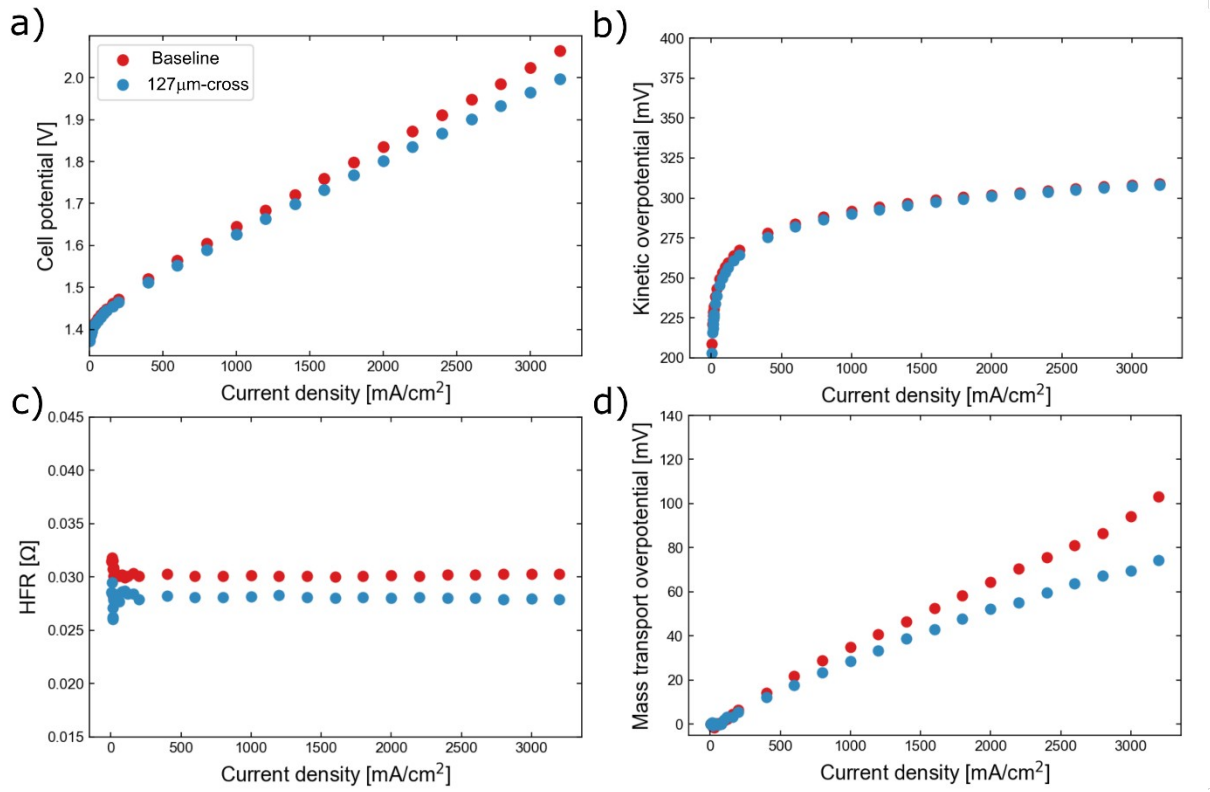 a)
Baseline
127μm-cross
2.0
1.9
1.8
1.7
1.6
1.5
1.4
Cell potential [V]
0 500 1000 1500 2000 2500 3000
Current density [mA/cm²]
b)
400
375
350
325
300
275
250
225
200
Kinetic overpotential [mV]
0 500 1000 1500 2000 2500 3000
Current density [mA/cm²]
c)
0.045
0.040
0.035
0.030
0.025
0.020
0.015
HFR [Ω]
0 500 1000 1500 2000 2500 3000
Current density [mA/cm²]
d)
140
120
100
80
60
40
20
0
Mass transport overpotential [mV]
0 500 1000 1500 2000 2500 3000
Current density [mA/cm²]